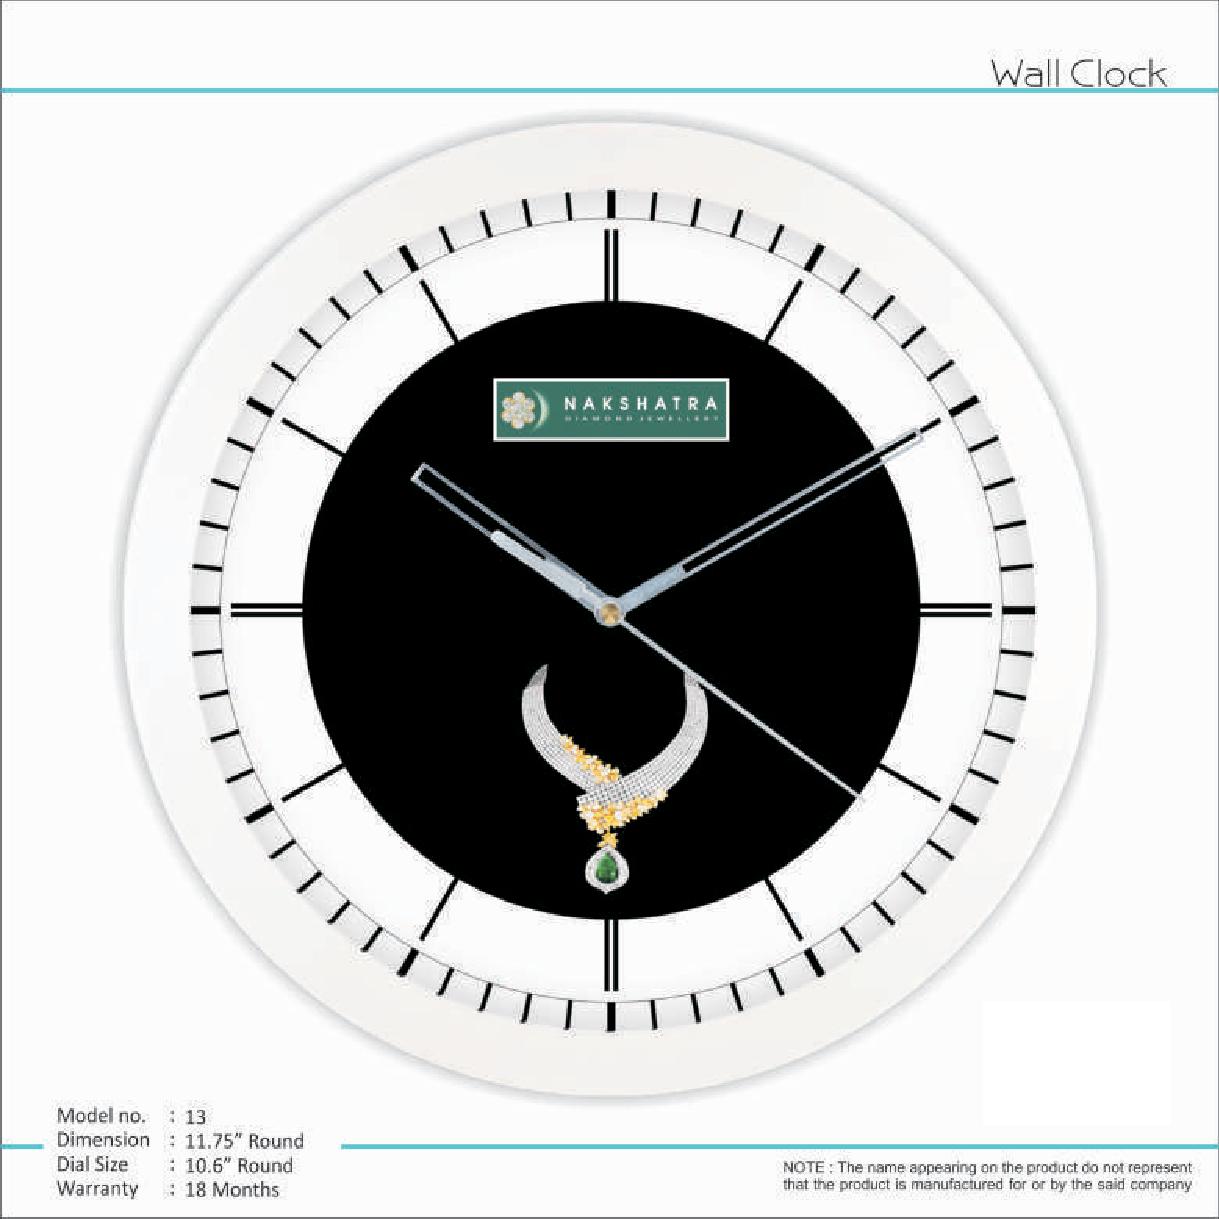 Wall Clock
NAKSHATRA
DIAMOND JEWELLERY
Model no. : 13
Dimension : 11.75” Round
Dial Size : 10.6” Round
Warranty : 18 Months
NOTE : The name appearing on the product do not represent
that the product is manufactured for or by the said company